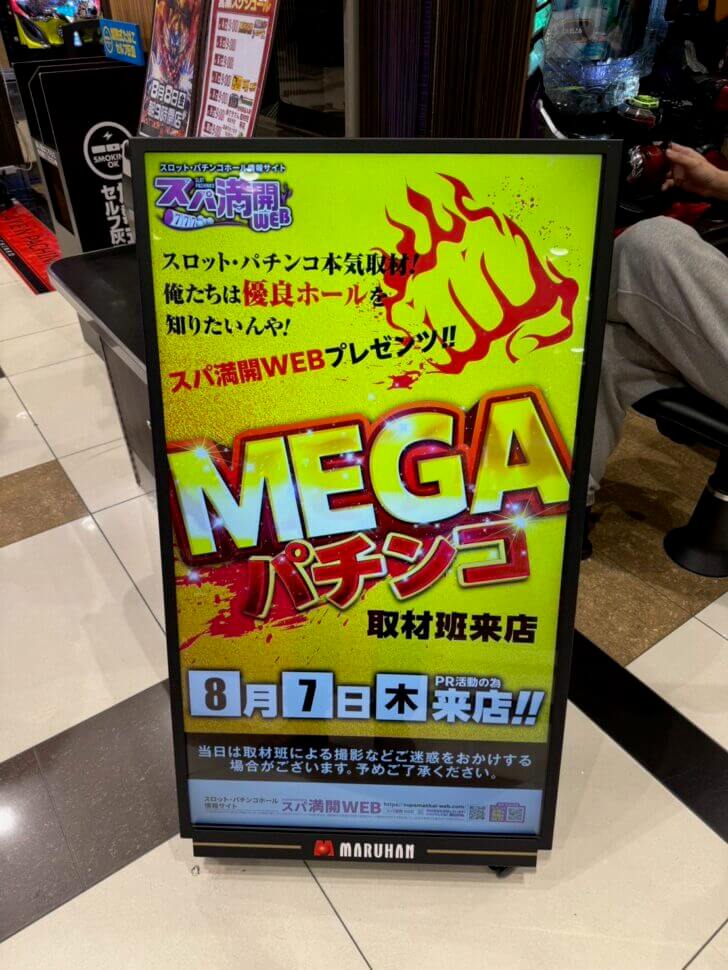 スロット・パチンコホール情報サイト
スパ満開
WEB
スロット・パチンコ本気取材!
俺たちは優良ホールを
知りたいんや!
スパ満開WEBプレゼンツ!!
MEGA
パチンコ
取材班来店
8月7日木
PR活動の為
来店!!
当日は取材班による撮影などご迷惑をおかけする
場合がございます。予めご了承ください。
スロット・パチンコホール
情報サイト
スパ満開WEB
MARUHAN
8月8日
SMOKING
OK